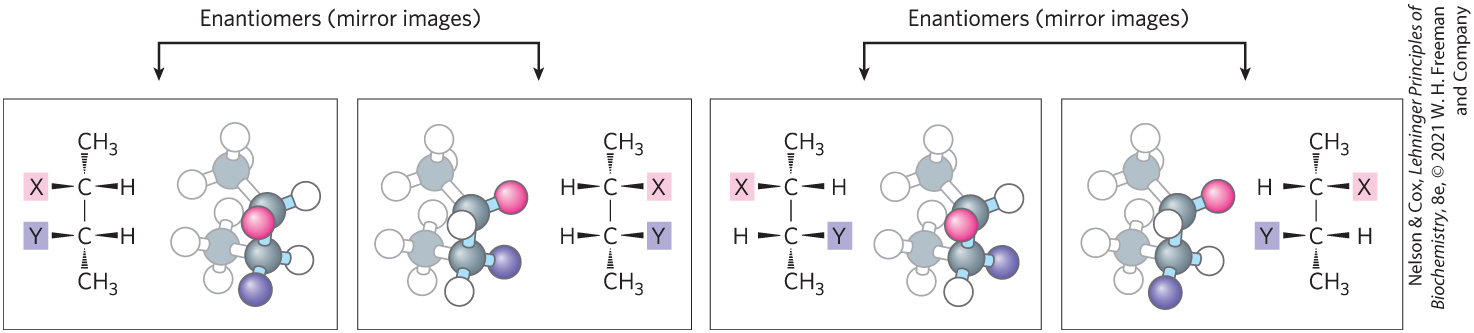 Enantiomers (mirror images)
Enantiomers (mirror images)
CH3
X C H
Y C H
CH3
CH3
H C X
H C Y
CH3
CH3
X C H
H C Y
CH3
CH3
H C X
Y C H
CH3
Nelson & Cox, Lehninger Principles of
Biochemistry, 8e, © 2021 W. H. Freeman
and Company